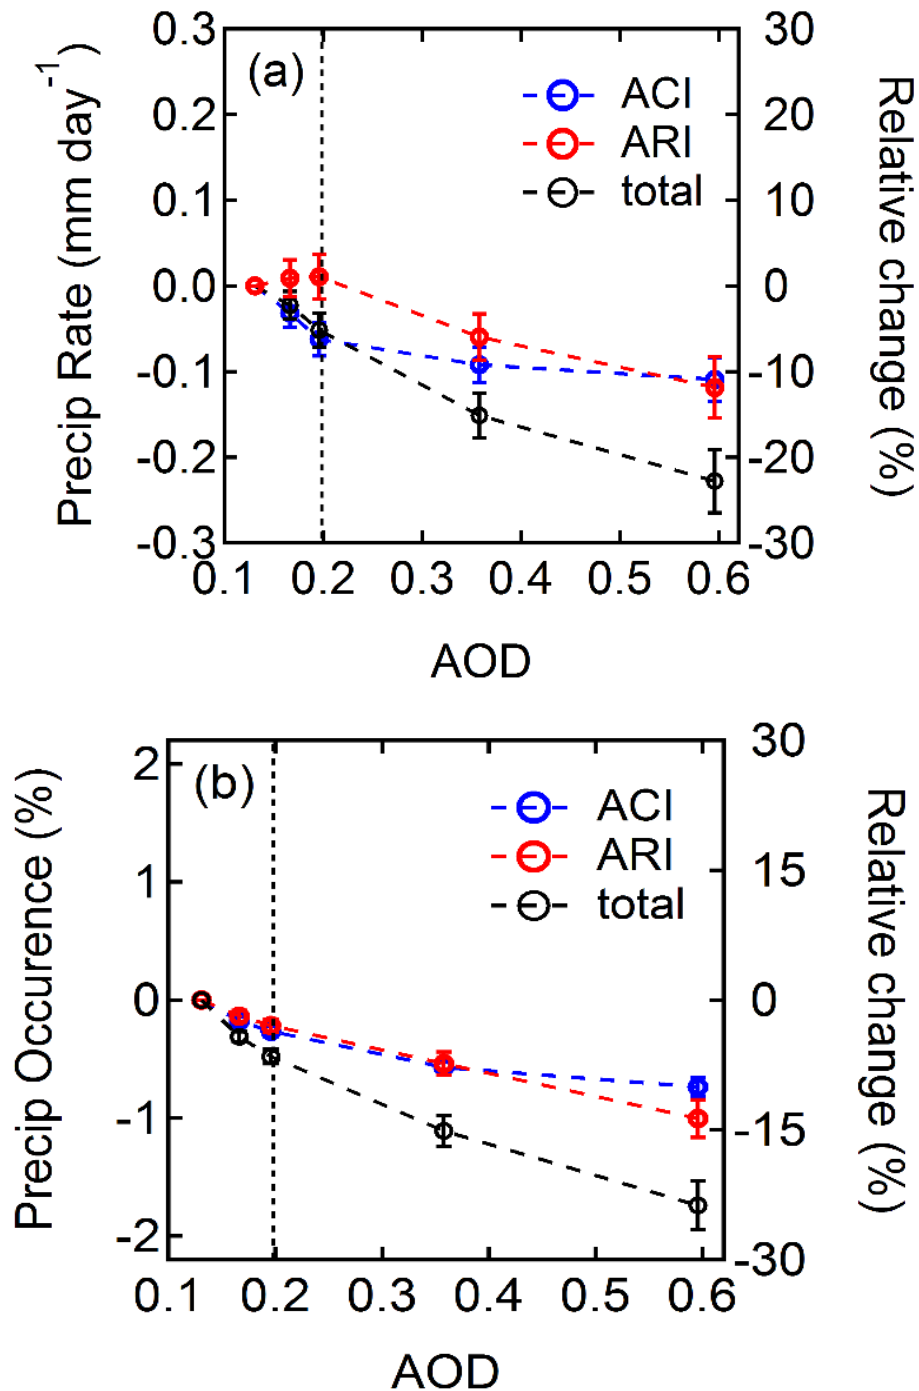 (a)
ACI
ARI
total
Precip Rate (mm day⁻¹)
0.3
0.2
0.1
0.0
-0.1
-0.2
-0.3
30
20
10
0
-10
-20
-30
Relative change (%)
0.1 0.2 0.3 0.4 0.5 0.6
AOD
(b)
ACI
ARI
total
Precip Occurence (%)
2
1
0
-1
-2
30
15
0
-15
-30
Relative change (%)
0.1 0.2 0.3 0.4 0.5 0.6
AOD